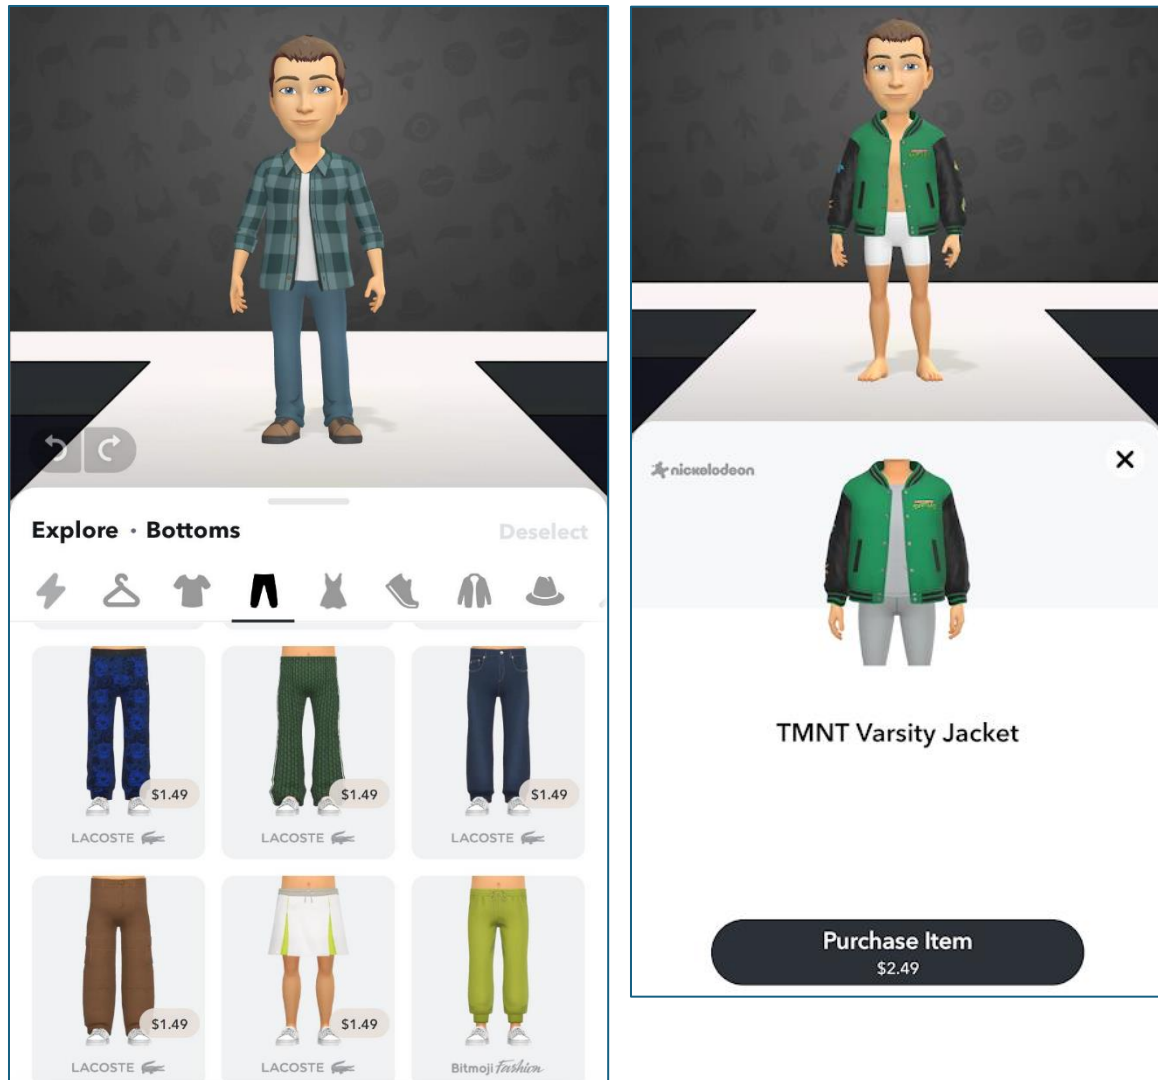 Explore · Bottoms
Deselect
$1.49
$1.49
$1.49
LACOSTE
LACOSTE
LACOSTE
$1.49
$1.49
LACOSTE
LACOSTE
Bitmoji Fashion
nickelodeon
TMNT Varsity Jacket
Purchase Item
$2.49